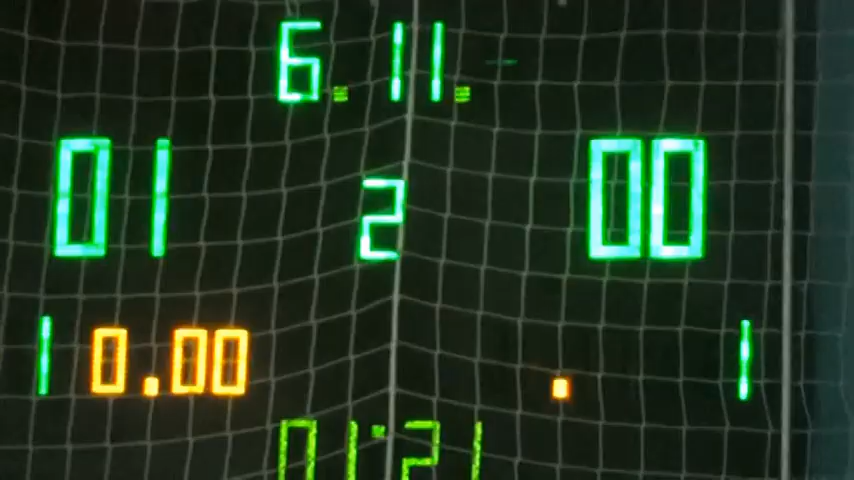 6.11.
01 2 00
1 0.00 . 1
01:21